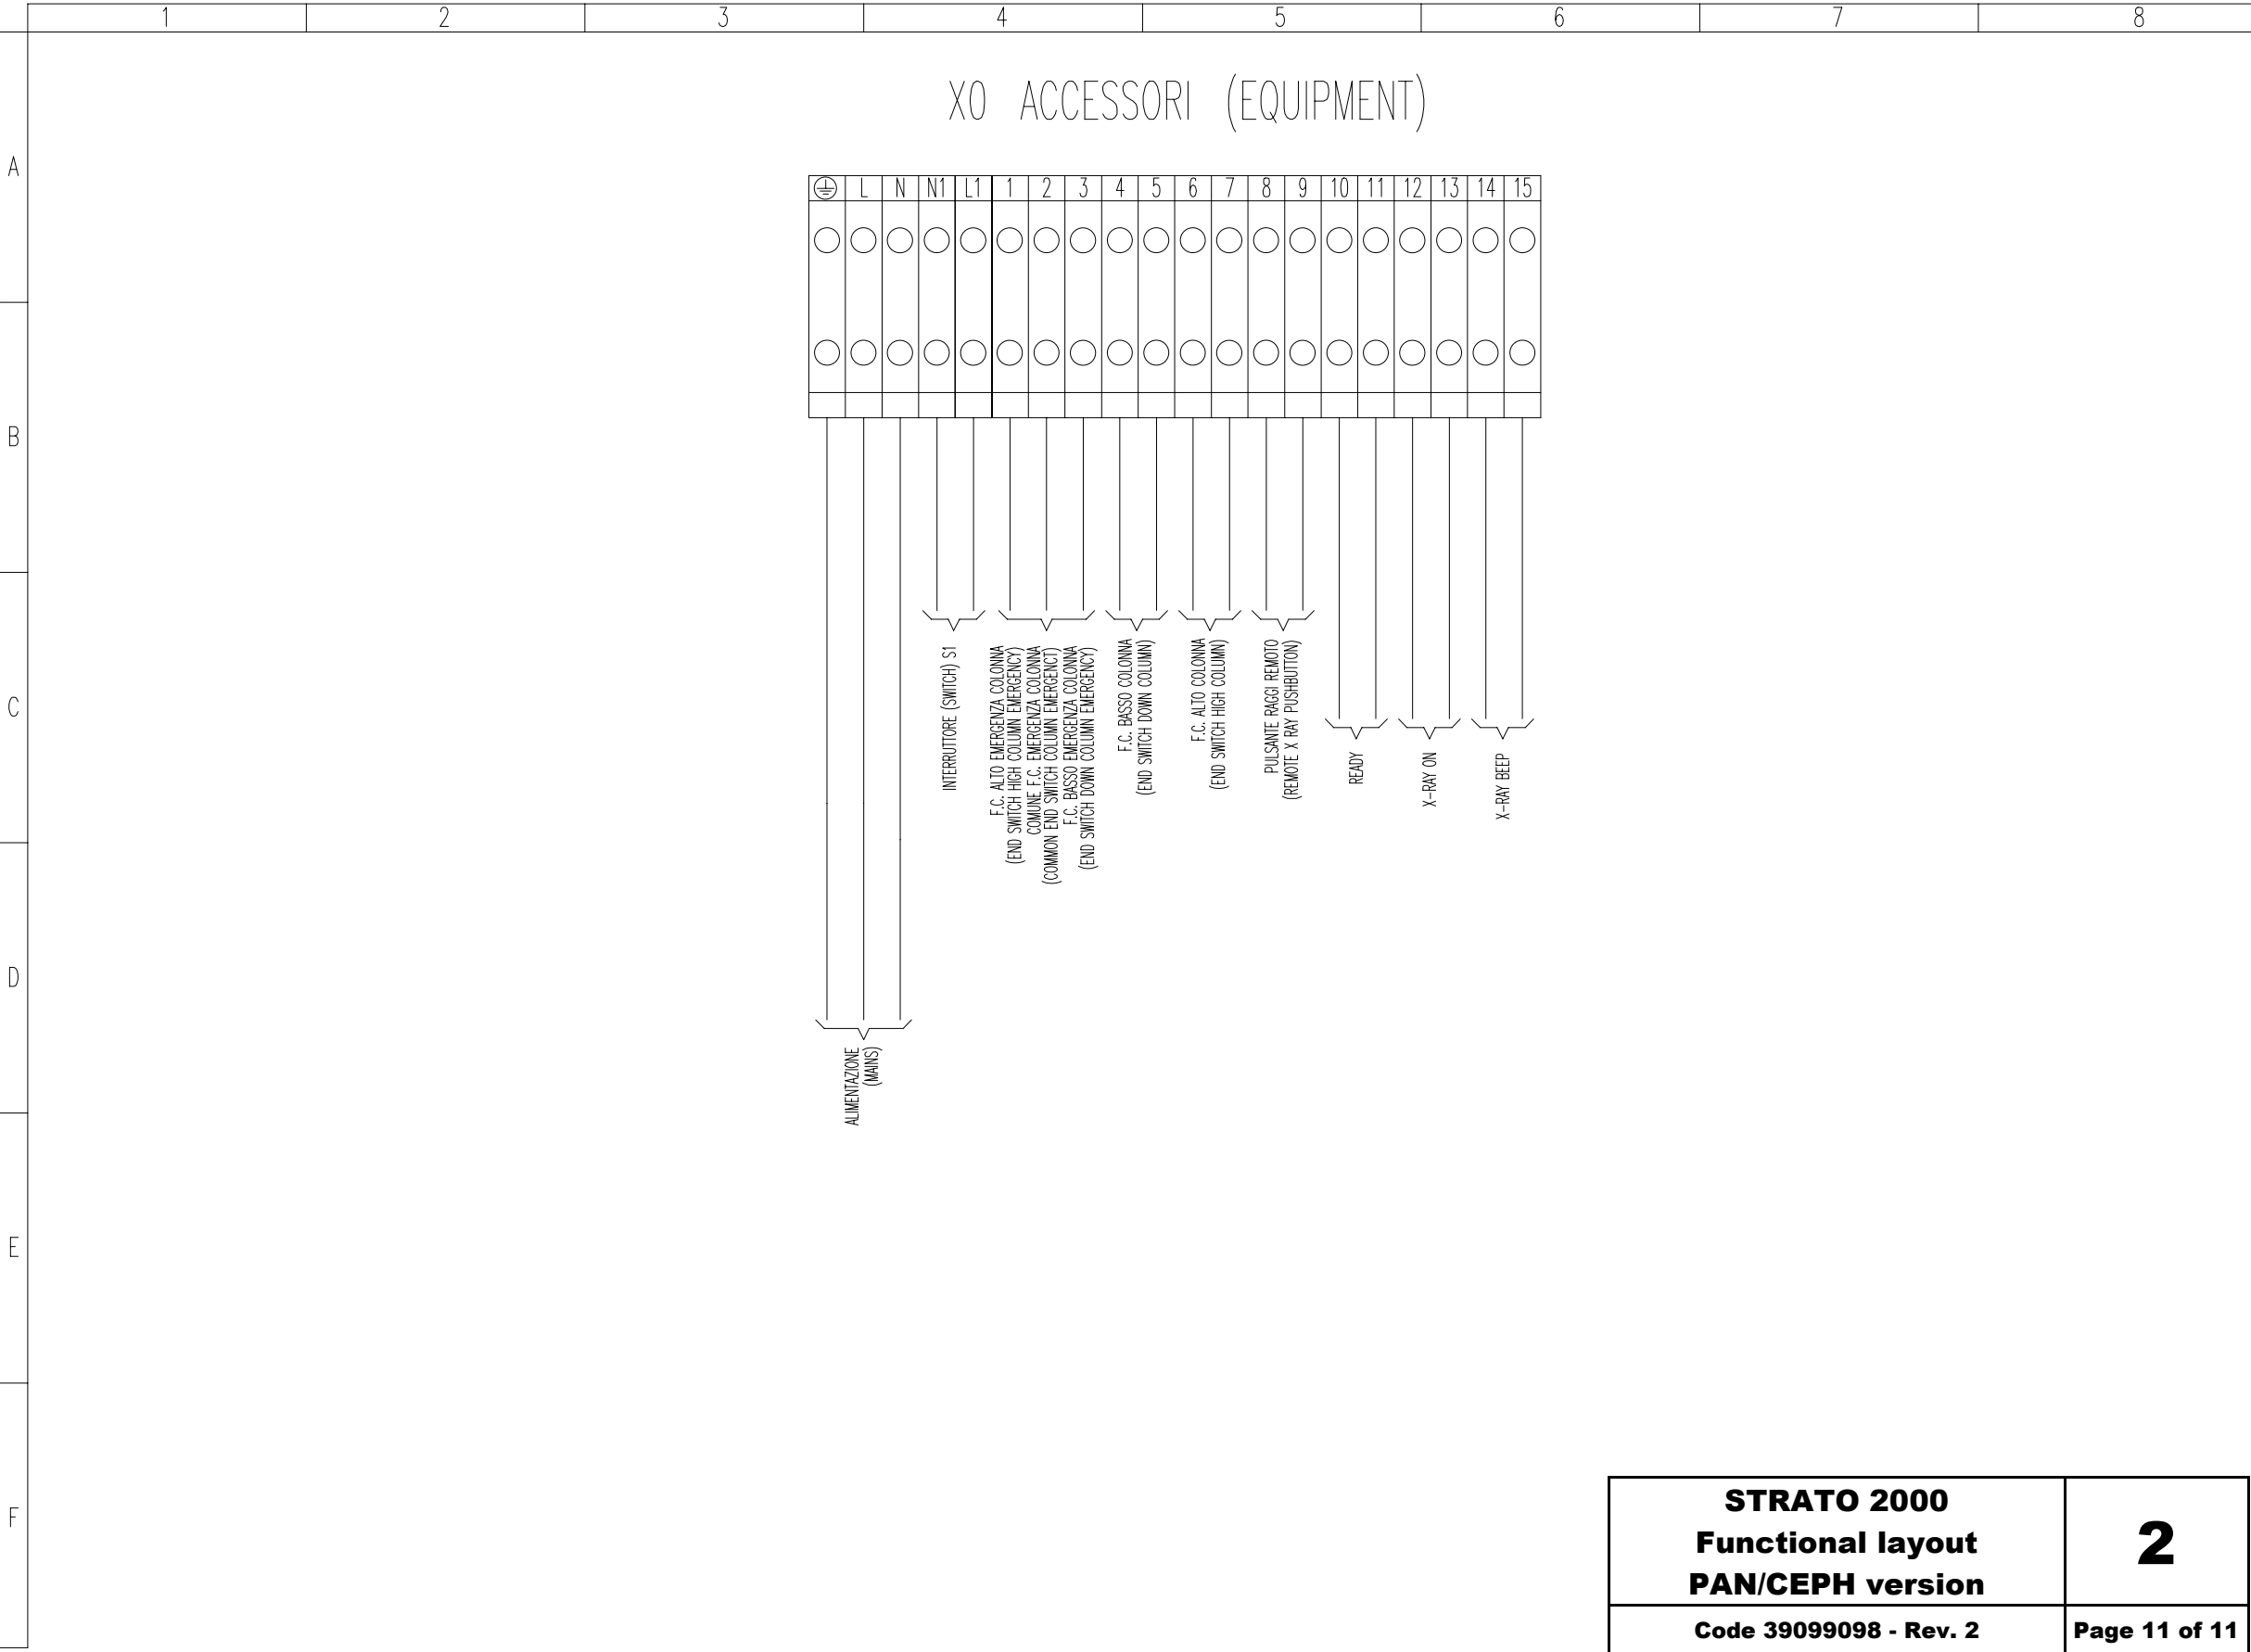 1 2 3 4 5 6 7 8
X0 ACCESSORI (EQUIPMENT)
A
L N N1 L1 1 2 3 4 5 6 7 8 9 10 11 12 13 14 15
B
INTERRUTTORE (SWITCH) S1
F.C. ALTO EMERGENZA COLONNA
(END SWITCH HIGH COLUMN EMERGENCY)
COMUNE F.C. EMERGENZA COLONNA
(COMMON END SWITCH COLUMN EMERGENCT)
F.C. BASSO EMERGENZA COLONNA
(END SWITCH DOWN COLUMN EMERGENCY)
F.C. BASSO COLONNA
(END SWITCH DOWN COLUMN)
F.C. ALTO COLONNA
(END SWITCH HIGH COLUMN)
PULSANTE RAGGI REMOTO
(REMOTE X RAY PUSHBUTTON)
READY
X-RAY ON
X-RAY BEEP
C
D
ALIMENTAZIONE
(MAINS)
E
F
STRATO 2000
Functional layout
PAN/CEPH version
2
Code 39099098 - Rev. 2
Page 11 of 11